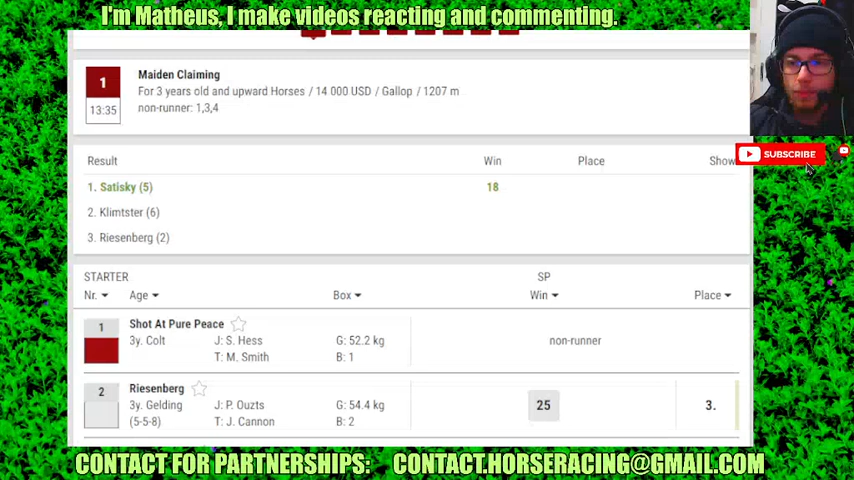 I'm Matheus, I make videos reacting and commenting.
1
Maiden Claiming
For 3 years old and upward Horses / 14 000 USD / Gallop / 1207 m
13:35
non-runner: 1,3,4
Result Win Place Show
SUBSCRIBE
1. Satisky (5) 18
2. Klimtster (6)
3. Riesenberg (2)
STARTER SP
Nr. Age Box Win Place
1 Shot At Pure Peace
3y. Colt J: S. Hess G: 52.2 kg non-runner
T: M. Smith B: 1
2 Riesenberg
3y. Gelding J: P. Ouzts G: 54.4 kg 25 3.
(5-5-8) T: J. Cannon B: 2
CONTACT FOR PARTNERSHIPS: CONTACT.HORSERACING@GMAIL.COM